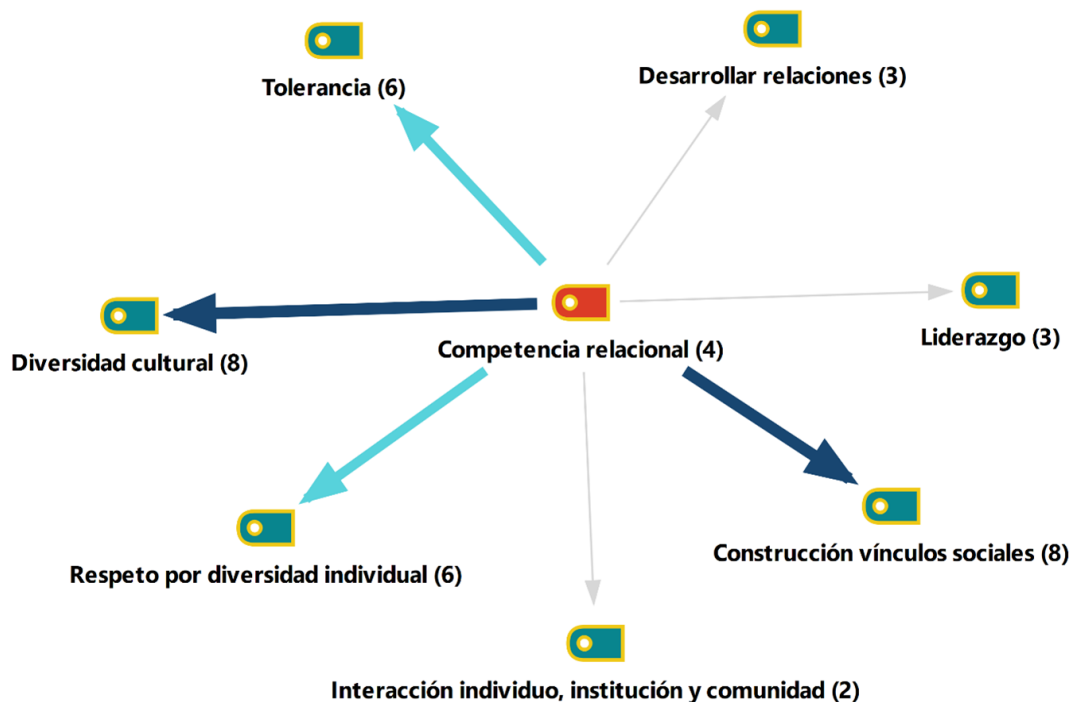 Desarrollar relaciones (3)
Tolerancia (6)
Liderazgo (3)
Competencia relacional (4)
Diversidad cultural (8)
Construcción vínculos sociales (8)
Respeto por diversidad individual (6)
Interacción individuo, institución y comunidad (2)